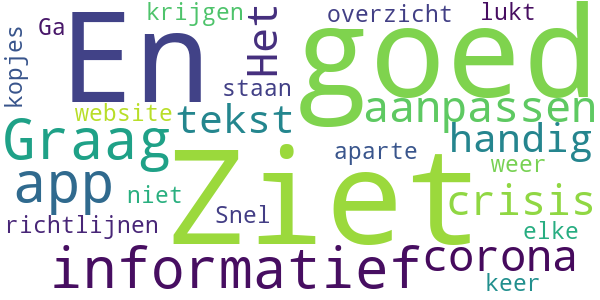 krijgen
overzicht
lukt
Ga
En
Het
goed
kopjes
staan
website
tekst
aanpassen
Graag
handig
aparte
weer
app
Ziet
niet
crisis
Snel
richtlijnen
elke
informatief
corona
keer